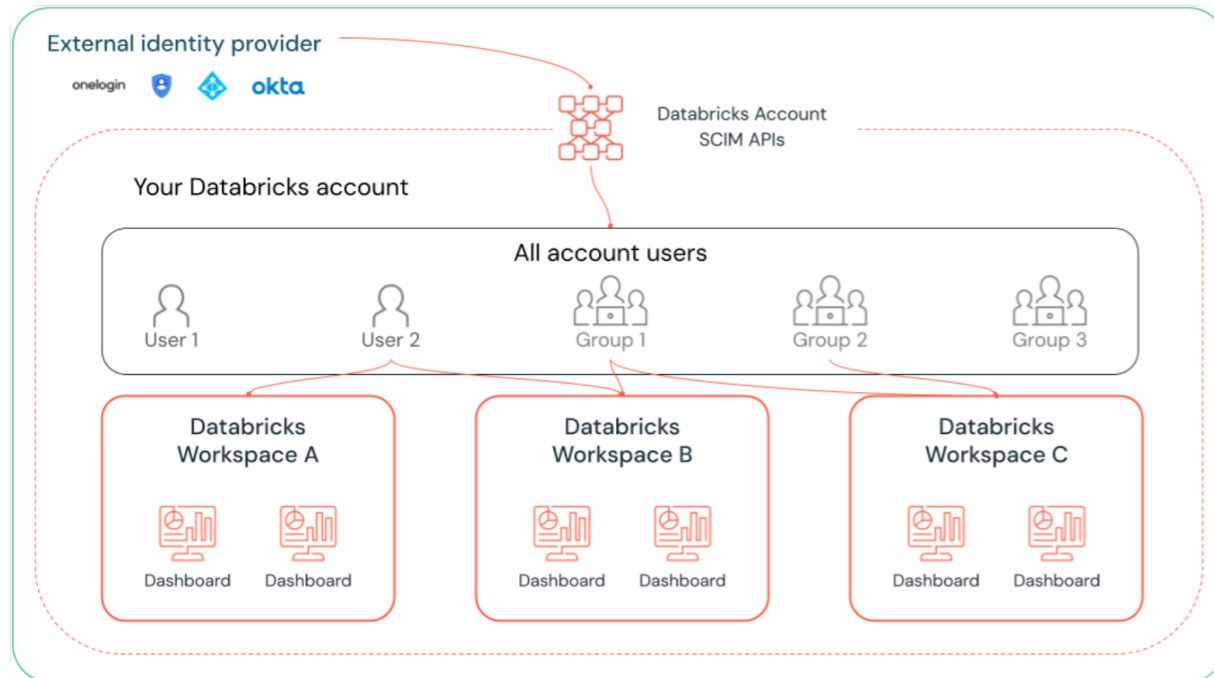 External identity provider
onelogin
okta
Databricks Account
SCIM APIs
Your Databricks account
All account users
User 1
User 2
Group 1
Group 2
Group 3
Databricks
Workspace A
Databricks
Workspace B
Databricks
Workspace C
Dashboard
Dashboard
Dashboard
Dashboard
Dashboard
Dashboard